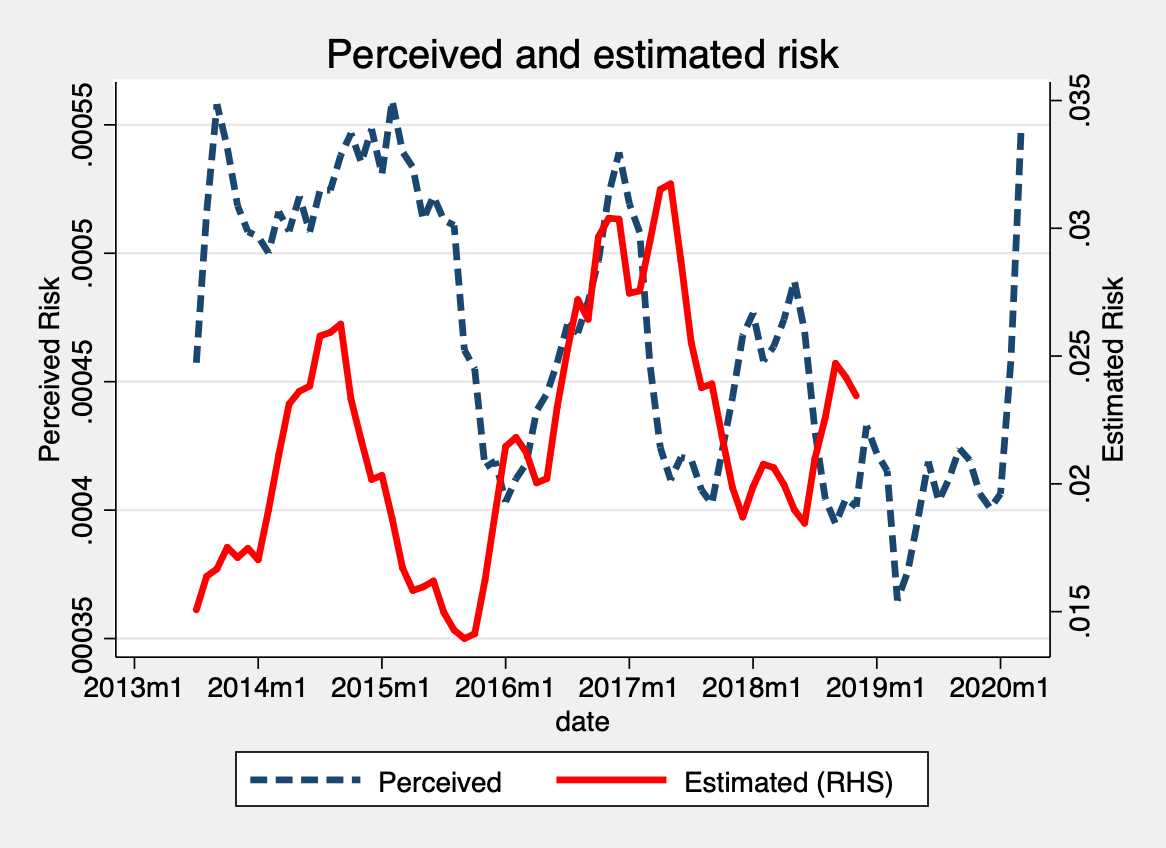 Perceived and estimated risk
Perceived Risk
.00055
.0005
.00045
.0004
.00035
.035
.03
.025
.02
.015
Estimated Risk
2013m1 2014m1 2015m1 2016m1 2017m1 2018m1 2019m1 2020m1
date
Perceived Estimated (RHS)